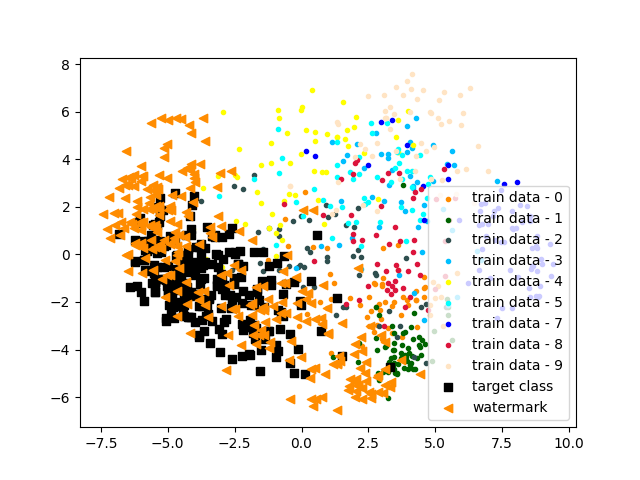 8
6
4
2
0
−2
−4
−6
−7.5 −5.0 −2.5 0.0 2.5 5.0 7.5 10.0
train data - 0
train data - 1
train data - 2
train data - 3
train data - 4
train data - 5
train data - 7
train data - 8
train data - 9
target class
watermark